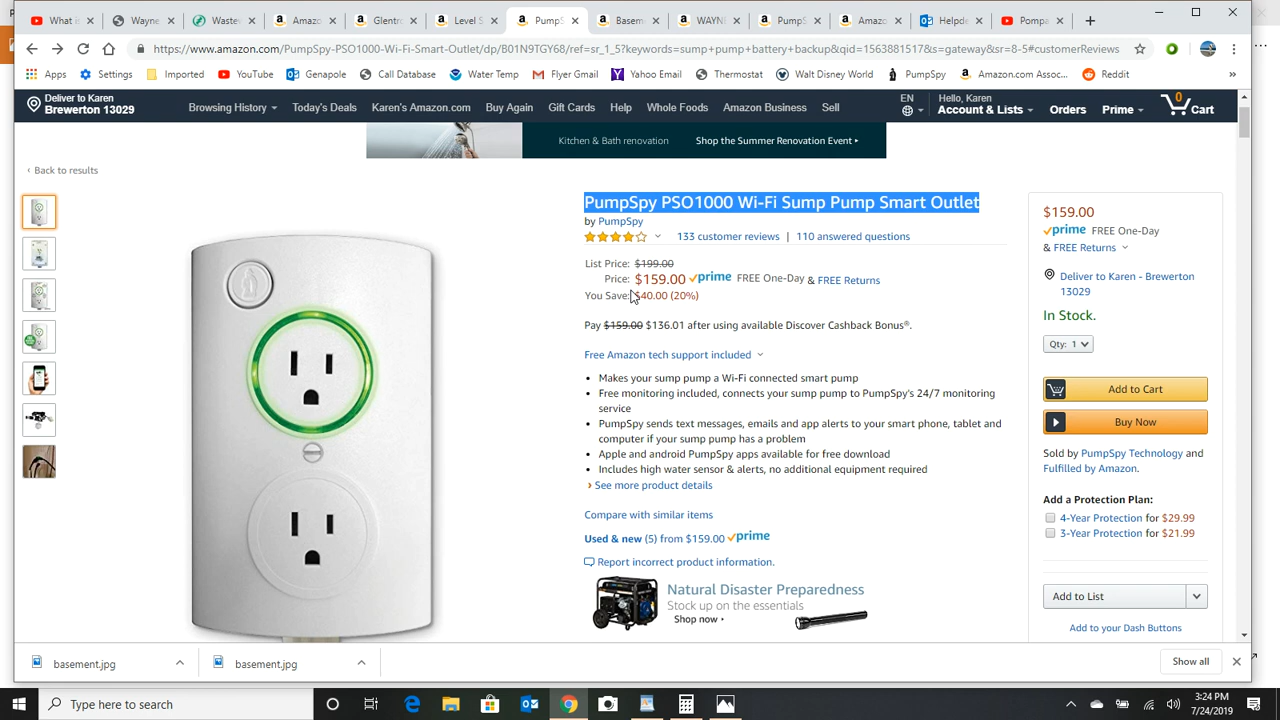 What is
Wayne
Wastev
Amazo
Glentro
Level S
PumpS
Basem
WAYN
PumpS
Amazo
Helpde
Pompa
https://www.amazon.com/PumpSpy-PSO1000-Wi-Fi-Smart-Outlet/dp/B01N9TGY68/ref=sr_1_5?keywords=sump+pump+battery+backup&qid=1563881517&s=gateway&sr=8-5#customerReviews
Apps Settings Imported YouTube Genapole Call Database Water Temp Flyer Gmail Yahoo Email Thermostat Walt Disney World PumpSpy Amazon.com Assoc... Reddit »
Deliver to Karen
Brewerton 13029
Browsing History Today's Deals Karen's Amazon.com Buy Again Gift Cards Help Whole Foods Amazon Business Sell
EN
Hello, Karen
Account & Lists Orders Prime 0 Cart
Kitchen & Bath renovation Shop the Summer Renovation Event ▸
‹ Back to results
PumpSpy PSO1000 Wi-Fi Sump Pump Smart Outlet
by PumpSpy
133 customer reviews | 110 answered questions
List Price: $199.00
Price: $159.00 prime FREE One-Day & FREE Returns
You Save: $40.00 (20%)
Pay $159.00 $136.01 after using available Discover Cashback Bonus®.
Free Amazon tech support included
• Makes your sump pump a Wi-Fi connected smart pump
• Free monitoring included, connects your sump pump to PumpSpy's 24/7 monitoring
service
• PumpSpy sends text messages, emails and app alerts to your smart phone, tablet and
computer if your sump pump has a problem
• Apple and android PumpSpy apps available for free download
• Includes high water sensor & alerts, no additional equipment required
› See more product details
Compare with similar items
Used & new (5) from $159.00 prime
Report incorrect product information.
Natural Disaster Preparedness
Stock up on the essentials
Shop now ▸
$159.00
prime FREE One-Day
& FREE Returns
Deliver to Karen - Brewerton
13029
In Stock.
Qty: 1
Add to Cart
Buy Now
Sold by PumpSpy Technology and
Fulfilled by Amazon.
Add a Protection Plan:
4-Year Protection for $29.99
3-Year Protection for $21.99
Add to List
Add to your Dash Buttons
basement.jpg
basement.jpg
Show all
Type here to search
3:24 PM
7/24/2019